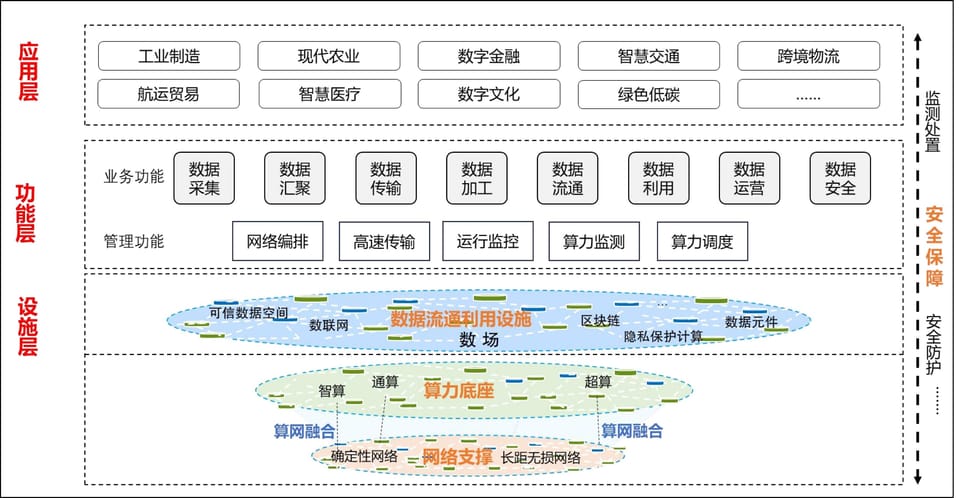 应用层
工业制造
现代农业
数字金融
智慧交通
跨境物流
航运贸易
智慧医疗
数字文化
绿色低碳
......
功能层
业务功能
数据
采集
数据
汇聚
数据
传输
数据
加工
数据
流通
数据
利用
数据
运营
数据
安全
管理功能
网络编排
高速传输
运行监控
算力监测
算力调度
设施层
可信数据空间
数联网
数据流通利用设施
数 场
区块链
...
隐私保护计算
数据元件
智算
通算
算力底座
超算
算网融合
算网融合
确定性网络
网络支撑
长距无损网络
监测处置
安全保障
安全防护
......